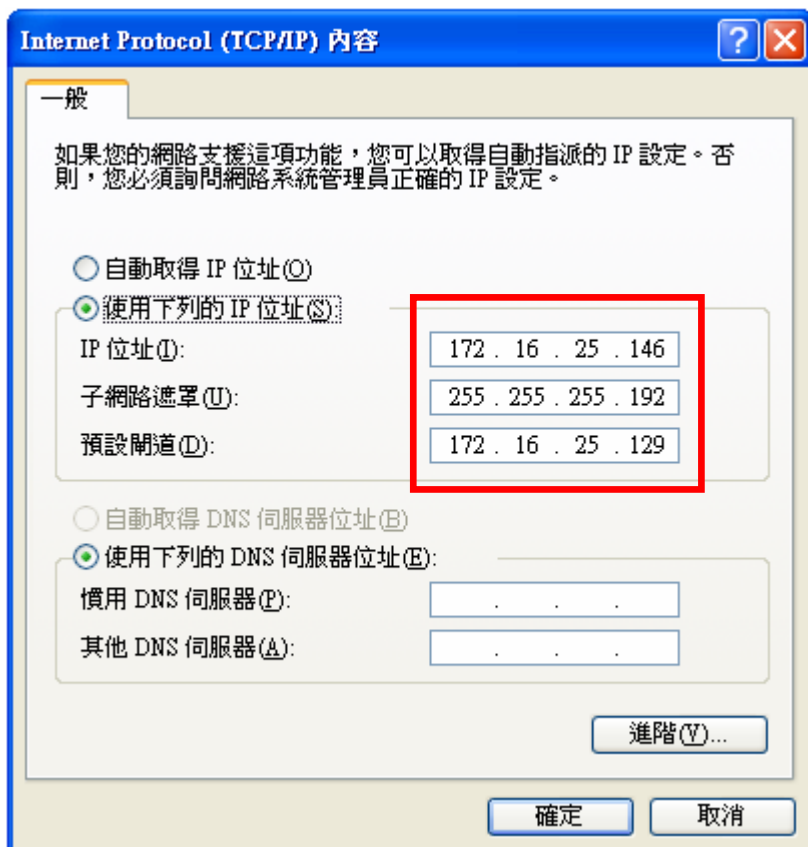 Internet Protocol (TCP/IP) 內容
一般
如果您的網路支援這項功能，您可以取得自動指派的 IP 設定。否
則，您必須詢問網路系統管理員正確的 IP 設定。
自動取得 IP 位址(O)
使用下列的 IP 位址(S):
IP 位址(I): 172 . 16 . 25 . 146
子網路遮罩(U): 255 . 255 . 255 . 192
預設閘道(D): 172 . 16 . 25 . 129
自動取得 DNS 伺服器位址(B)
使用下列的 DNS 伺服器位址(E):
慣用 DNS 伺服器(P): . . .
其他 DNS 伺服器(A): . . .
進階(V)...
確定 取消